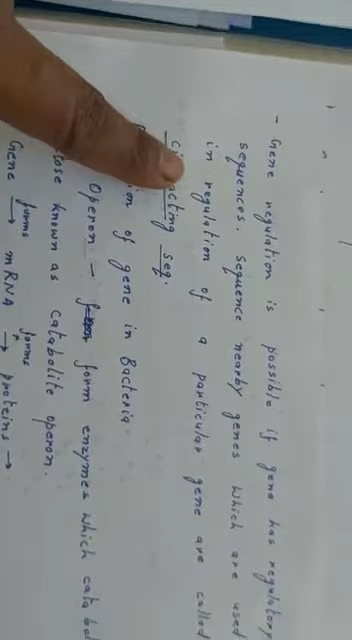 - Gene regulation is possible if gene has regulatory
sequences. Sequence nearby genes which are used
in regulation of a particular gene are called
acting seq.
of gene in Bacteria.
Operon - form enzymes which
known as catabolite operon.
Gene forms → mRNA forms → proteins →